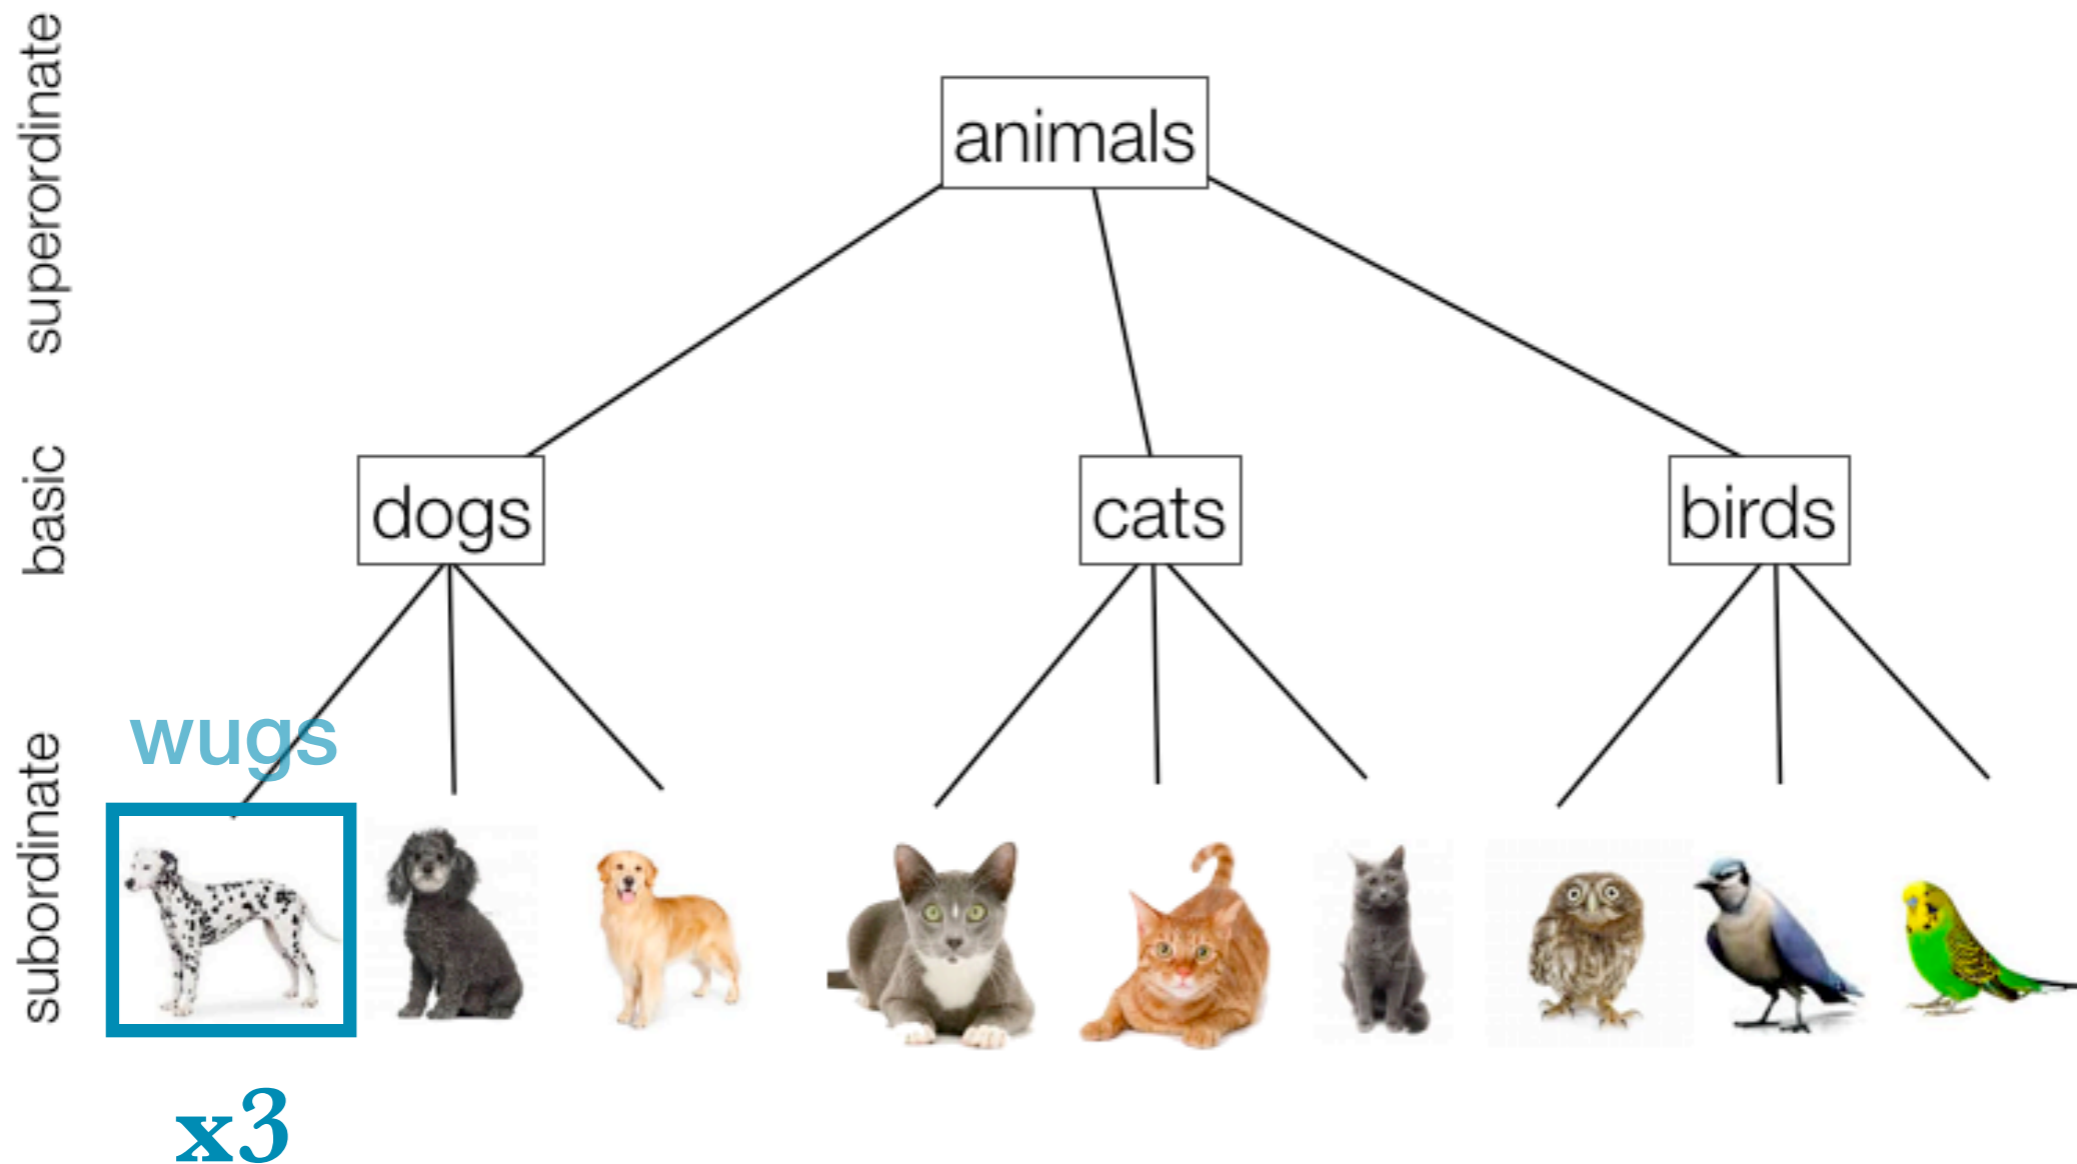 superordinate
animals
basic
dogs
cats
birds
subordinate
wugs
x3